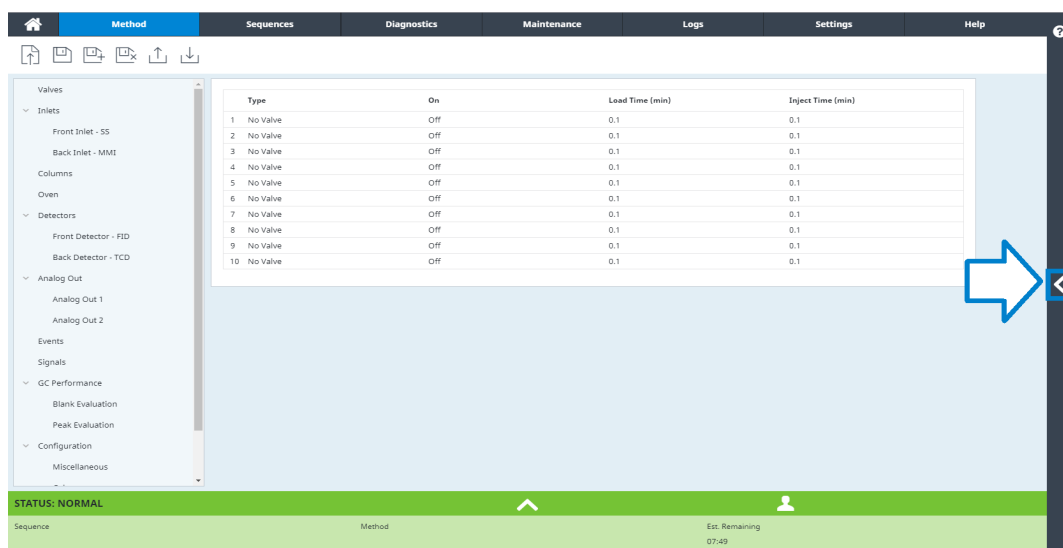 Method Sequences Diagnostics Maintenance Logs Settings Help
?
Valves
Inlets
Front Inlet - SS
Back Inlet - MMI
Columns
Oven
Detectors
Front Detector - FID
Back Detector - TCD
Analog Out
Analog Out 1
Analog Out 2
Events
Signals
GC Performance
Blank Evaluation
Peak Evaluation
Configuration
Miscellaneous
Type On Load Time (min) Inject Time (min)
1 No Valve Off 0.1 0.1
2 No Valve Off 0.1 0.1
3 No Valve Off 0.1 0.1
4 No Valve Off 0.1 0.1
5 No Valve Off 0.1 0.1
6 No Valve Off 0.1 0.1
7 No Valve Off 0.1 0.1
8 No Valve Off 0.1 0.1
9 No Valve Off 0.1 0.1
10 No Valve Off 0.1 0.1
STATUS: NORMAL
Sequence Method Est. Remaining
07:49